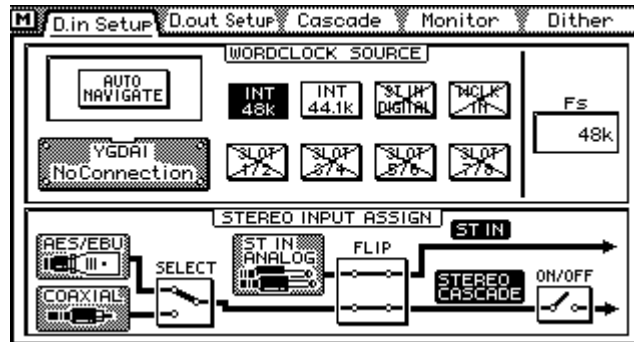 M D.in Setup D.out Setup Cascade Monitor Dither
WORDCLOCK SOURCE
AUTO NAVIGATE
INT 48k
INT 44.1k
ST IN DIGITAL
WCLK IN
Fs
48k
YGDAI NoConnection
SLOT 1/2
SLOT 3/4
SLOT 5/6
SLOT 7/8
STEREO INPUT ASSIGN
AES/EBU
SELECT
COAXIAL
ST IN ANALOG
FLIP
ST IN
STEREO CASCADE
ON/OFF